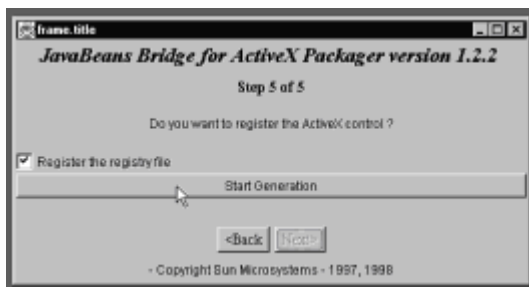 frame.title
JavaBeans Bridge for ActiveX Packager version 1.2.2
Step 5 of 5
Do you want to register the ActiveX control ?
Register the registry file
Start Generation
<Back Next>
- Copyright Sun Microsystems - 1997, 1998